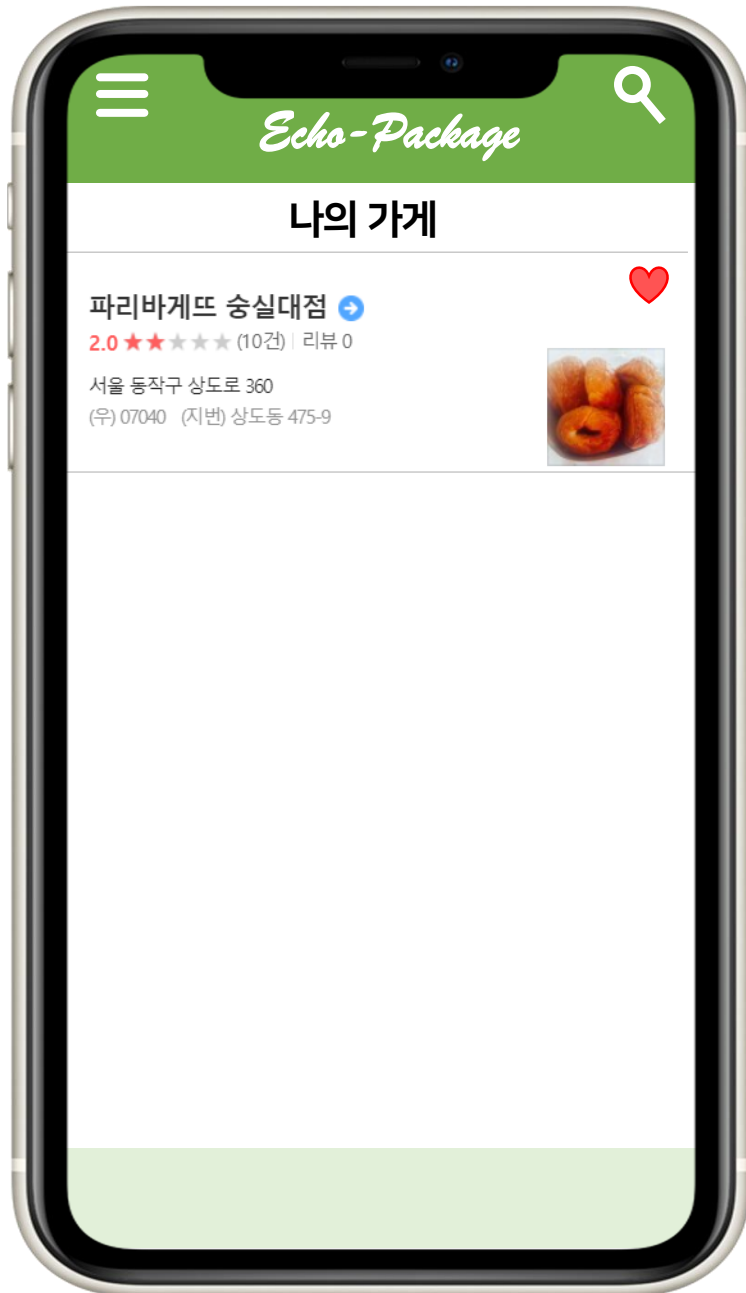 Echo-Package
나의 가게
파리바게뜨 숭실대점
2.0 ★★★★★ (10건) | 리뷰 0
서울 동작구 상도로 360
(우) 07040 (지번) 상도동 475-9